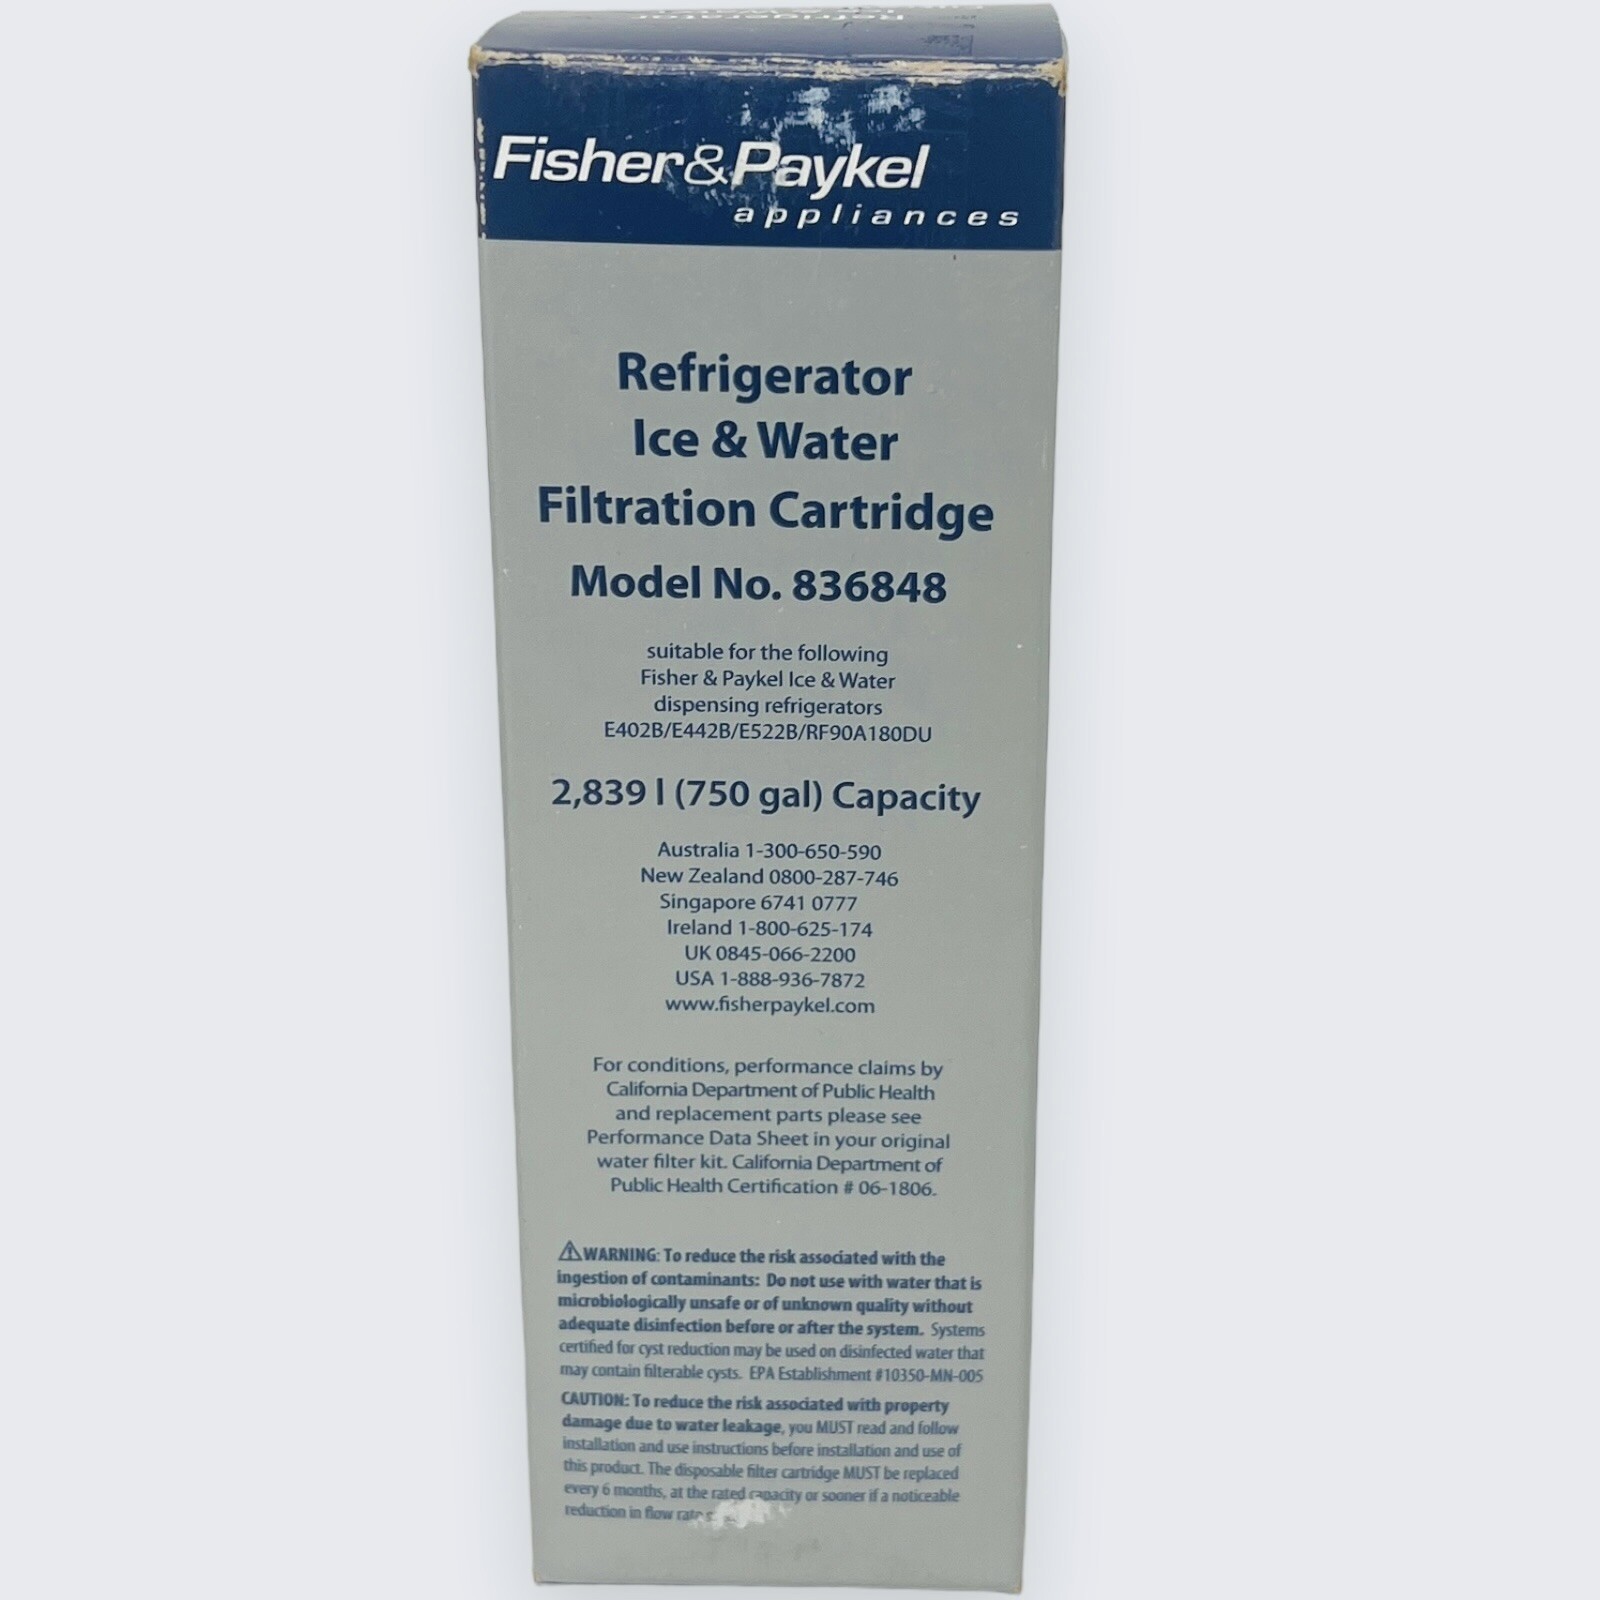 Refrigerator
Fisher&Paykel
appliances
Refrigerator
Ice & Water
Filtration Cartridge
Model No. 836848
suitable for the following
Fisher & Paykel Ice & Water
dispensing refrigerators
E402B/E442B/E522B/RF90A180DU
2,839 l (750 gal) Capacity
Australia 1-300-650-590
New Zealand 0800-287-746
Singapore 6741 0777
Ireland 1-800-625-174
UK 0845-066-2200
USA 1-888-936-7872
www.fisherpaykel.com
For conditions, performance claims by
California Department of Public Health
and replacement parts please see
Performance Data Sheet in your original
water filter kit. California Department of
Public Health Certification # 06-1806.
⚠WARNING: To reduce the risk associated with the
ingestion of contaminants: Do not use with water that is
microbiologically unsafe or of unknown quality without
adequate disinfection before or after the system. Systems
certified for cyst reduction may be used on disinfected water that
may contain filterable cysts. EPA Establishment #10350-MN-005
CAUTION: To reduce the risk associated with property
damage due to water leakage, you MUST read and follow
installation and use instructions before installation and use of
this product. The disposable filter cartridge MUST be replaced
every 6 months, at the rated capacity or sooner if a noticeable
reduction in flow rate